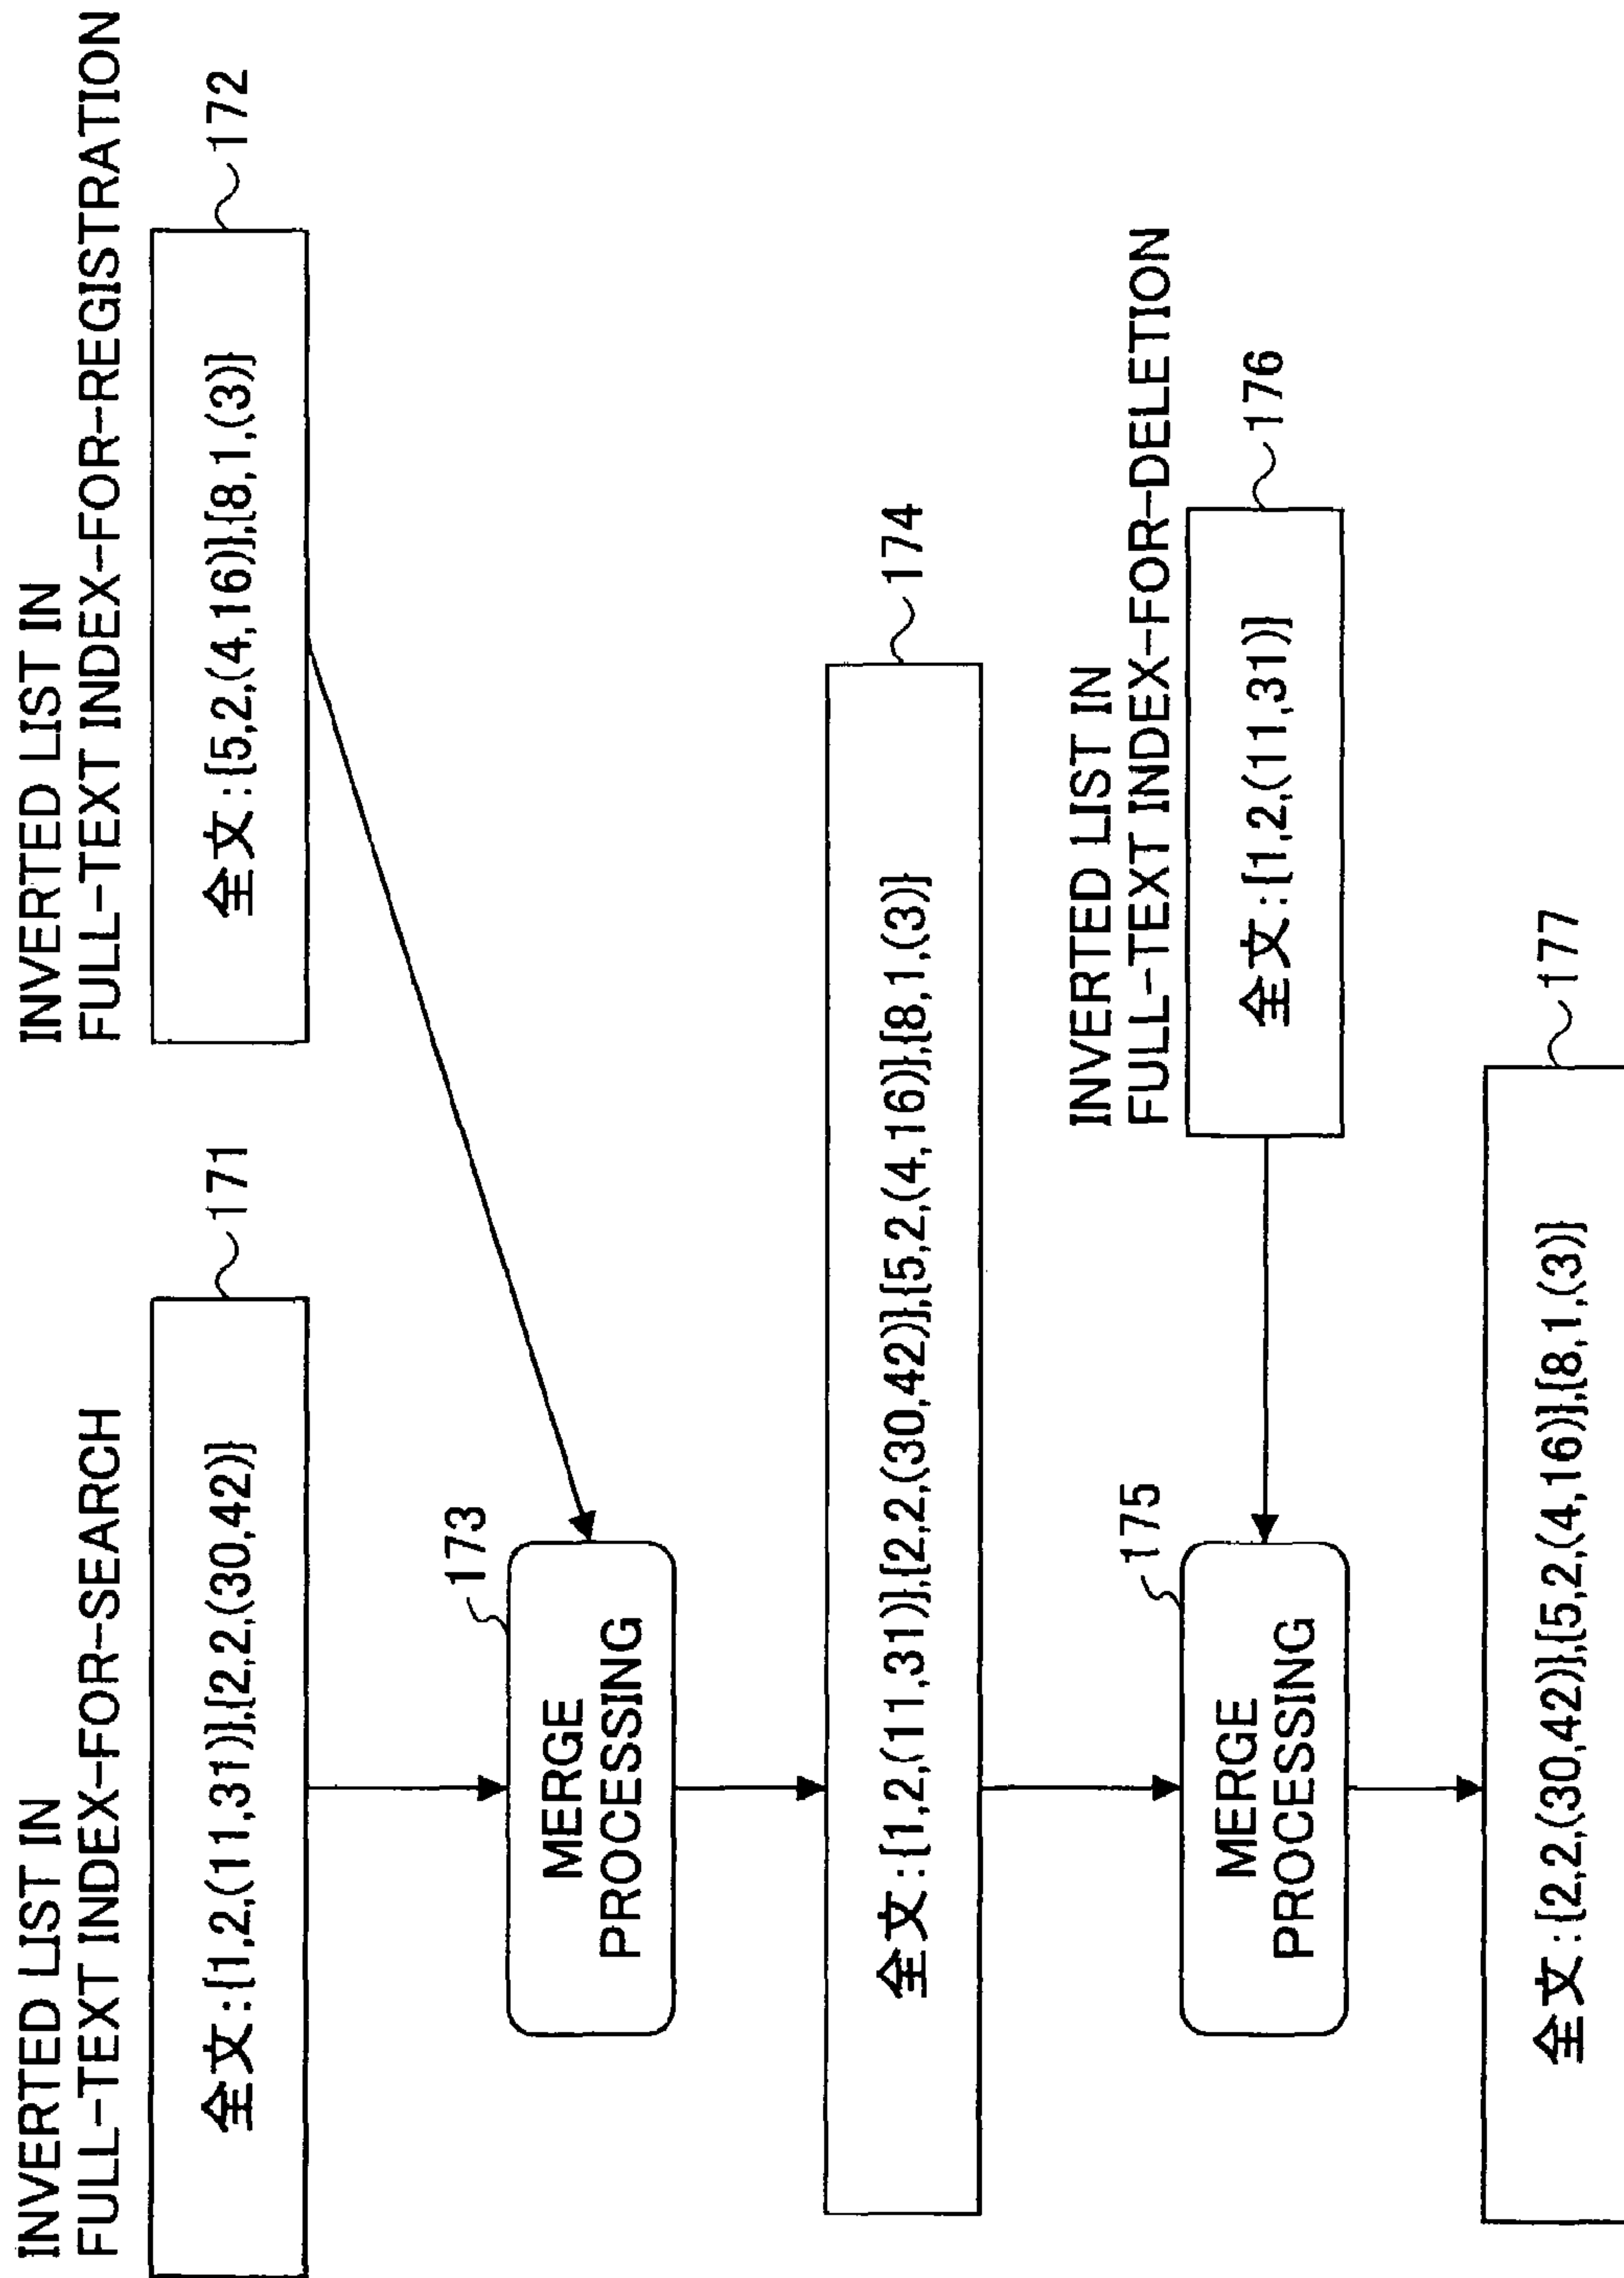 INVERTED LIST IN
FULL-TEXT INDEX-FOR-SEARCH
171
全文:{1,2,(11,31)},{2,2,(30,42)}
INVERTED LIST IN
FULL-TEXT INDEX-FOR-REGISTRATION
172
全文:{5,2,(4,16)},{8,1,(3)}
173
MERGE
PROCESSING
174
全文:{1,2,(11,31)},{2,2,(30,42)},{5,2,(4,16)},{8,1,(3)}
INVERTED LIST IN
FULL-TEXT INDEX-FOR-DELETION
175
MERGE
PROCESSING
176
全文:{1,2,(11,31)}
177
全文:{2,2,(30,42)},{5,2,(4,16)},{8,1,(3)}